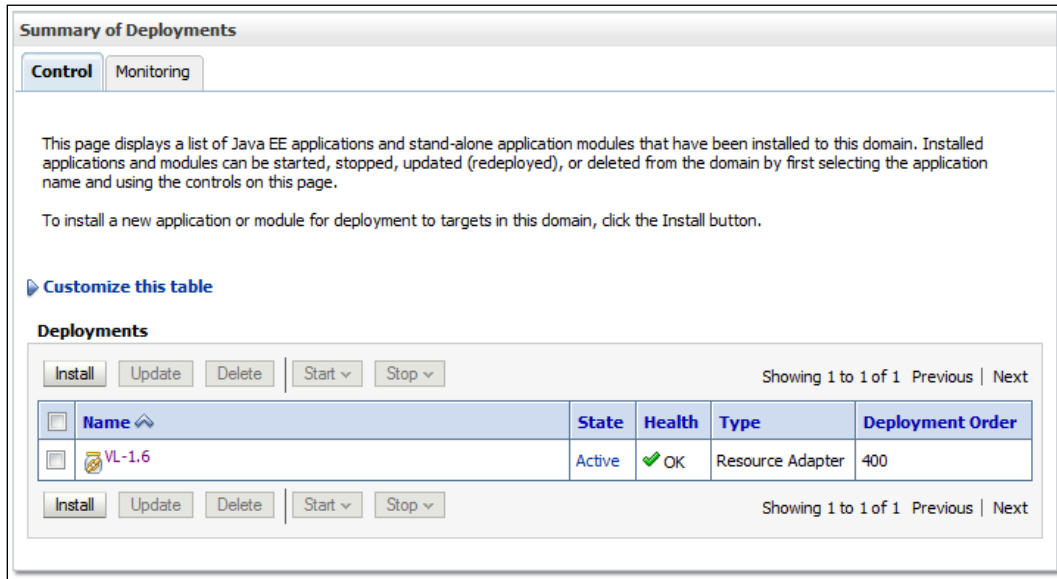 Summary of Deployments
Control Monitoring
This page displays a list of Java EE applications and stand-alone application modules that have been installed to this domain. Installed
applications and modules can be started, stopped, updated (redeployed), or deleted from the domain by first selecting the application
name and using the controls on this page.
To install a new application or module for deployment to targets in this domain, click the Install button.
Customize this table
Deployments
Install Update Delete Start Stop Showing 1 to 1 of 1 Previous | Next
Name State Health Type Deployment Order
VL-1.6 Active OK Resource Adapter 400
Install Update Delete Start Stop Showing 1 to 1 of 1 Previous | Next